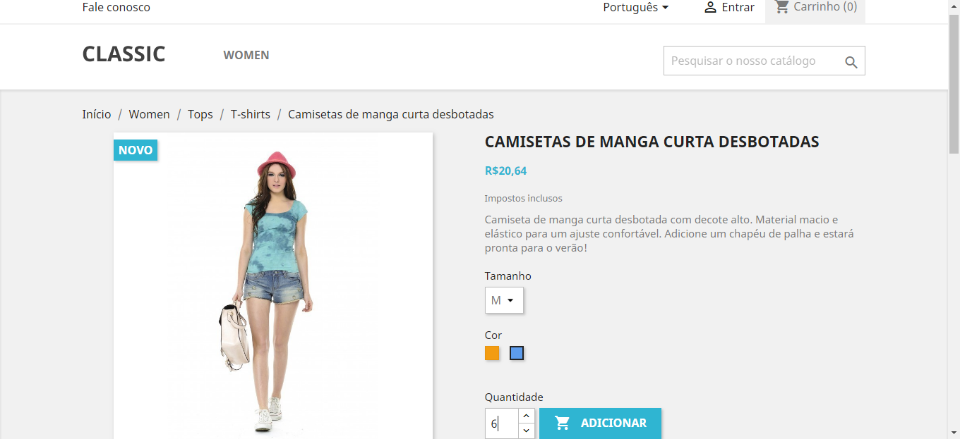 Fale conosco
Português
Entrar
Carrinho (0)
CLASSIC
WOMEN
Pesquisar o nosso catálogo
Início / Women / Tops / T-shirts / Camisetas de manga curta desbotadas
NOVO
CAMISETAS DE MANGA CURTA DESBOTADAS
R$20,64
Impostos inclusos
Camiseta de manga curta desbotada com decote alto. Material macio e
elástico para um ajuste confortável. Adicione um chapéu de palha e estará
pronta para o verão!
Tamanho
M
Cor
Quantidade
6
ADICIONAR